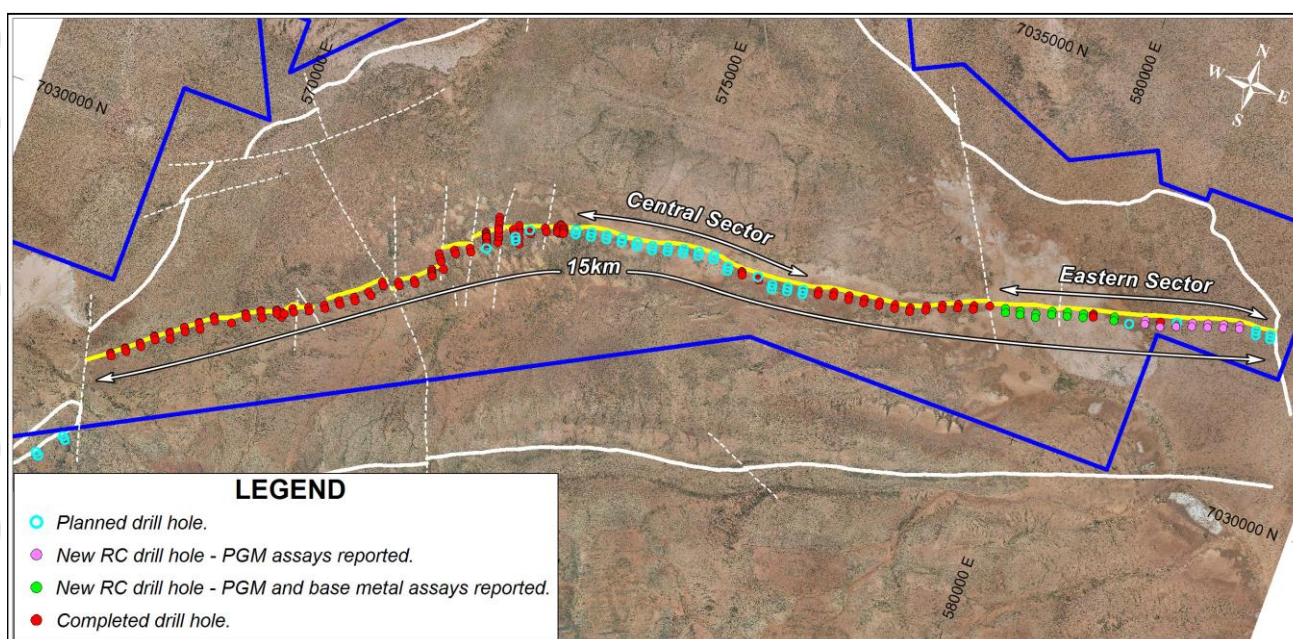 7035000 N
580000 E
575000 E
570000 E
7030000 N
N
W
E
S
Central Sector
15km
Eastern Sector
7030000 N
580000 E
LEGEND
Planned drill hole.
New RC drill hole - PGM assays reported.
New RC drill hole - PGM and base metal assays reported.
Completed drill hole.